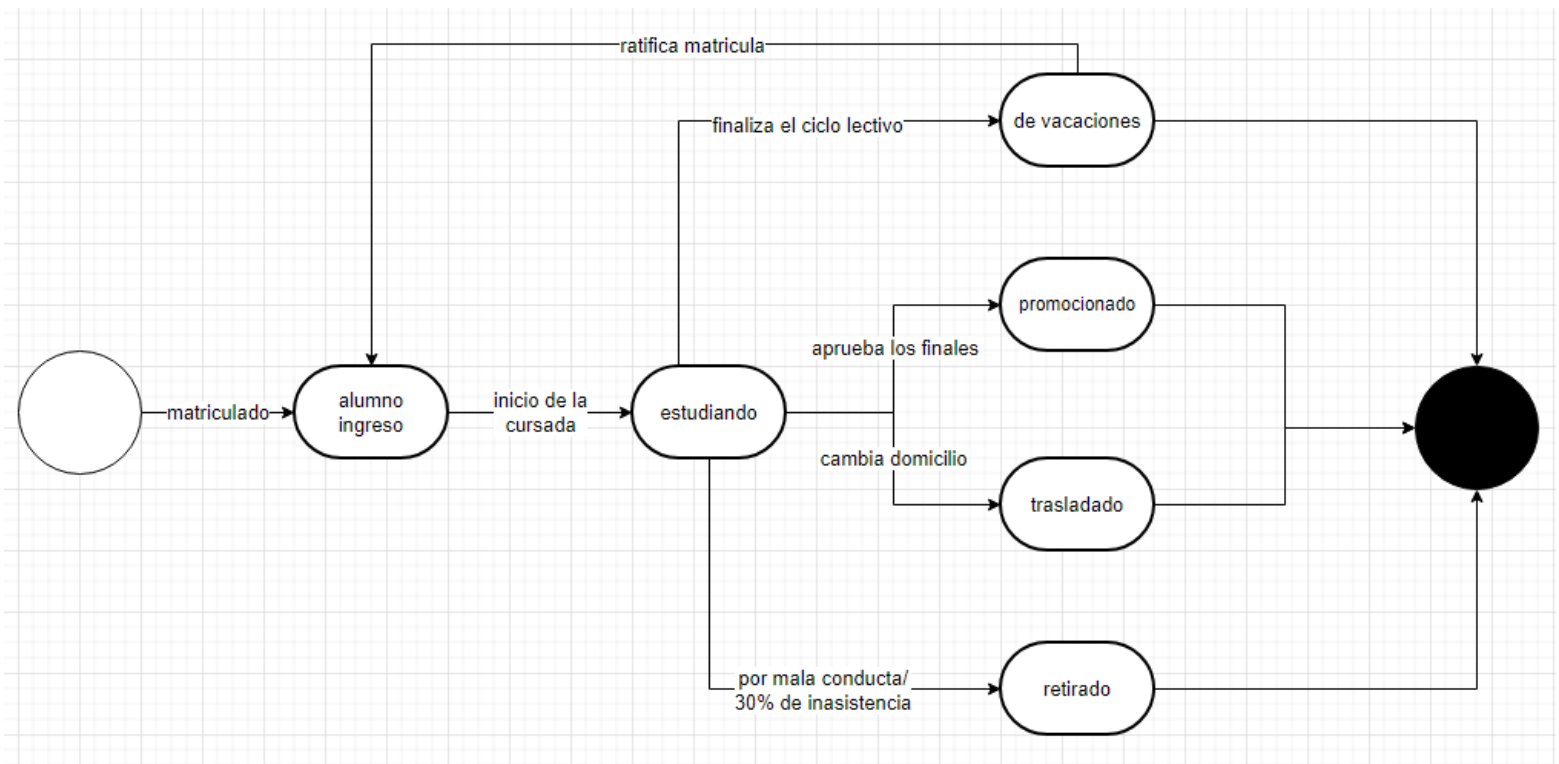 ratifica matricula
finaliza el ciclo lectivo
de vacaciones
promocionado
aprueba los finales
matriculado
alumno
ingreso
inicio de la
cursada
estudiando
cambia domicilio
trasladado
por mala conducta/
30% de inasistencia
retirado